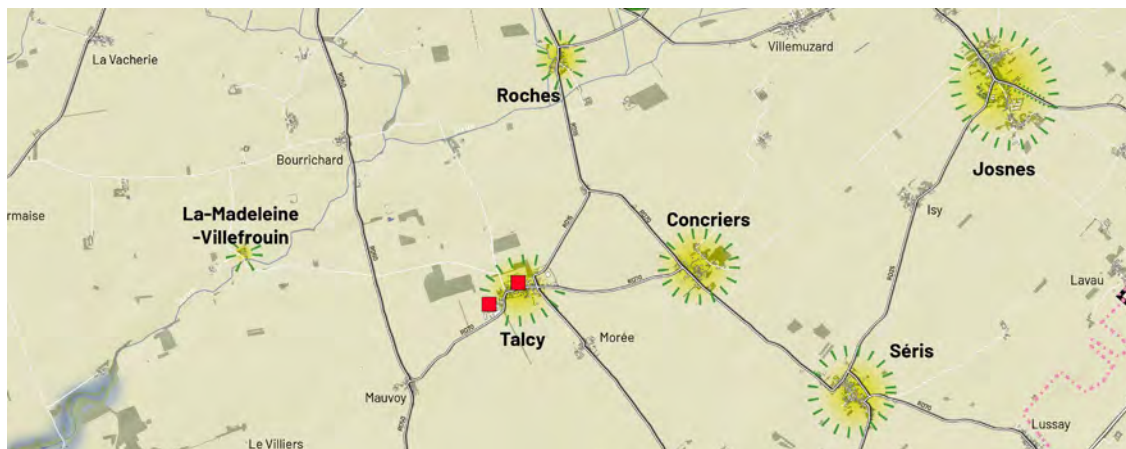 La Vacherie
Villemuzard
Roches
Bourrichard
Josnes
La-Madeleine
-Villefrouin
ermaise
Concriers
Isy
Lavau
Talcy
Morée
Séris
Mauvoy
Le Villiers
Lussay